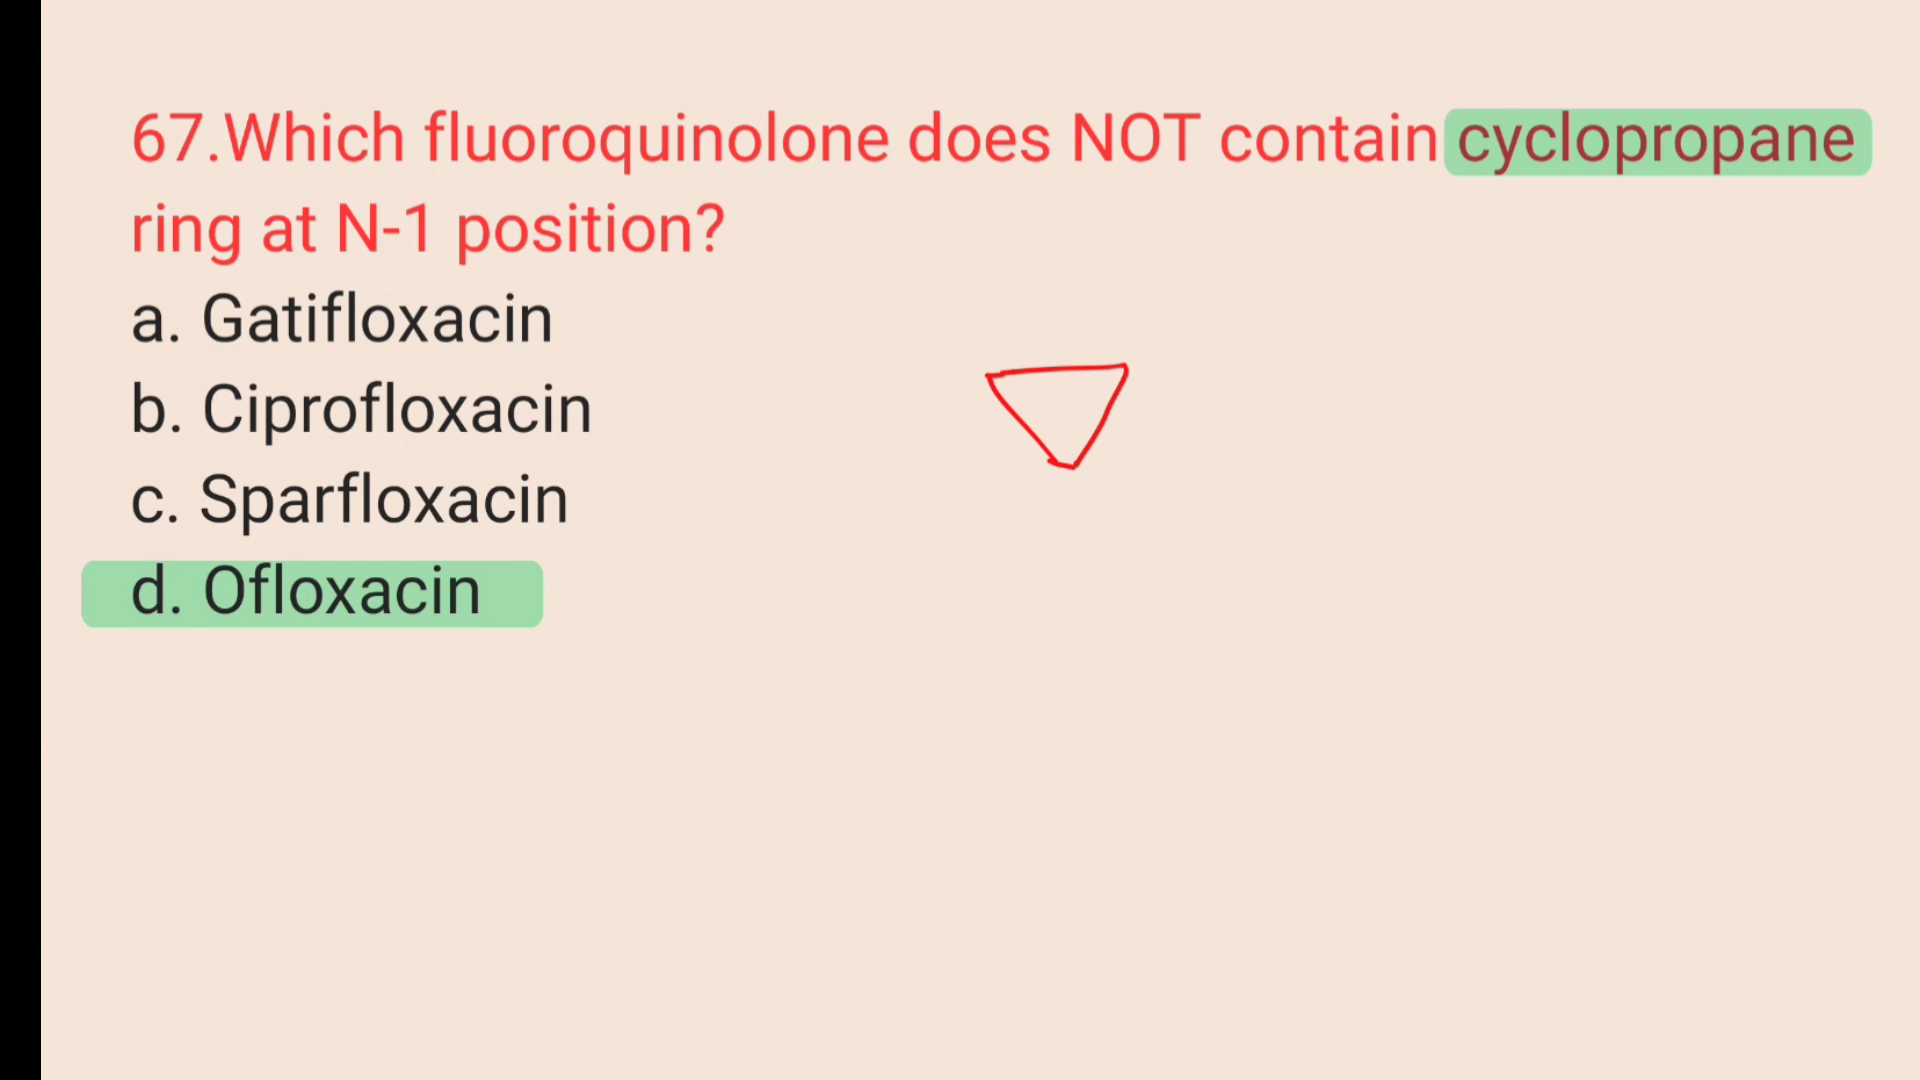 67.Which fluoroquinolone does NOT contain cyclopropane
ring at N-1 position?
a. Gatifloxacin
b. Ciprofloxacin
c. Sparfloxacin
d. Ofloxacin